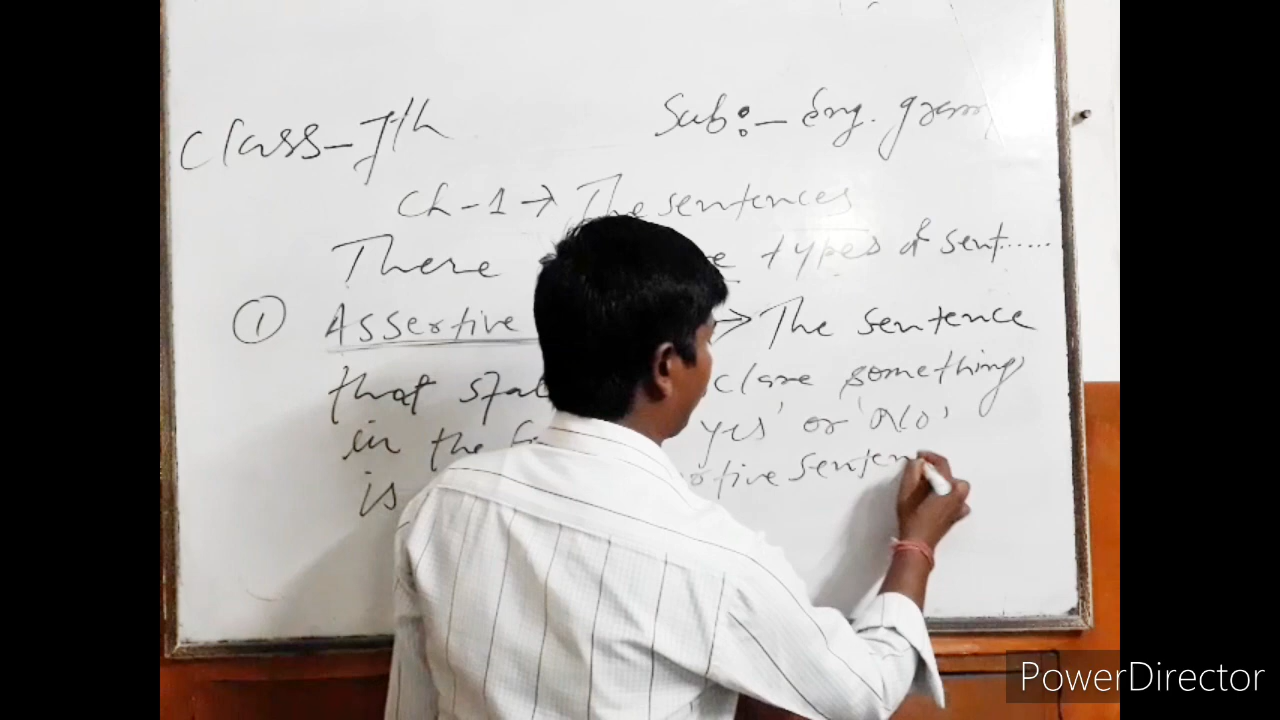 Class-7th Sub:- Eng. gram
Ch-1 → The sentences
There types of sent......
① Assertive → The sentence
that something
in the 'yes' or 'No'
is senten
PowerDirector